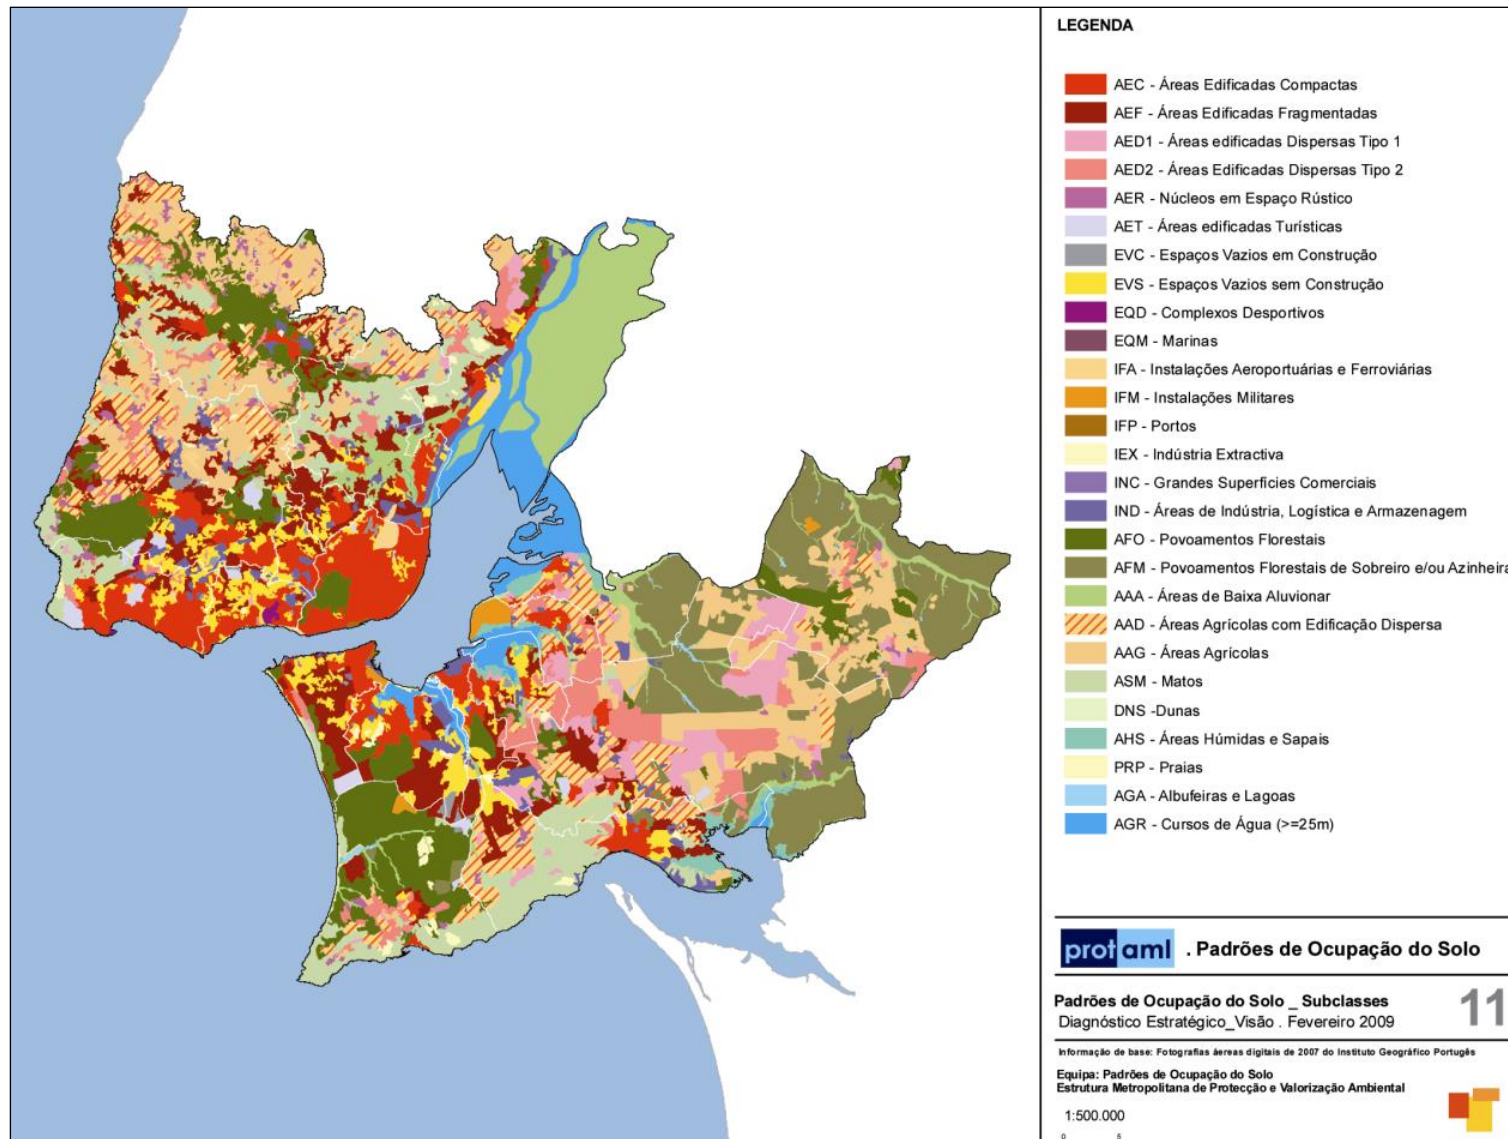 LEGENDA
AEC - Áreas Edificadas Compactas
AEF - Áreas Edificadas Fragmentadas
AED1 - Áreas edificadas Dispersas Tipo 1
AED2 - Áreas Edificadas Dispersas Tipo 2
AER - Núcleos em Espaço Rústico
AET - Áreas edificadas Turísticas
EVC - Espaços Vazios em Construção
EVS - Espaços Vazios sem Construção
EQD - Complexos Desportivos
EQM - Marinas
IFA - Instalações Aeroportuárias e Ferroviárias
IFM - Instalações Militares
IFP - Portos
IEX - Indústria Extractiva
INC - Grandes Superfícies Comerciais
IND - Áreas de Indústria, Logística e Armazenagem
AFO - Povoamentos Florestais
AFM - Povoamentos Florestais de Sobreiro e/ou Azinheira
AAA - Áreas de Baixa Aluvionar
AAD - Áreas Agrícolas com Edificação Dispersa
AAG - Áreas Agrícolas
ASM - Matos
DNS -Dunas
AHS - Áreas Húmidas e Sapais
PRP - Praias
AGA - Albufeiras e Lagoas
AGR - Cursos de Água (>=25m)
prot aml . Padrões de Ocupação do Solo
Padrões de Ocupação do Solo _ Subclasses
11
Diagnóstico Estratégico_Visão . Fevereiro 2009
Informação de base: Fotografias áereas digitais de 2007 do Instituto Geográfico Portugês
Equipa: Padrões de Ocupação do Solo
Estrutura Metropolitana de Protecção e Valorização Ambiental
1:500.000
0 5